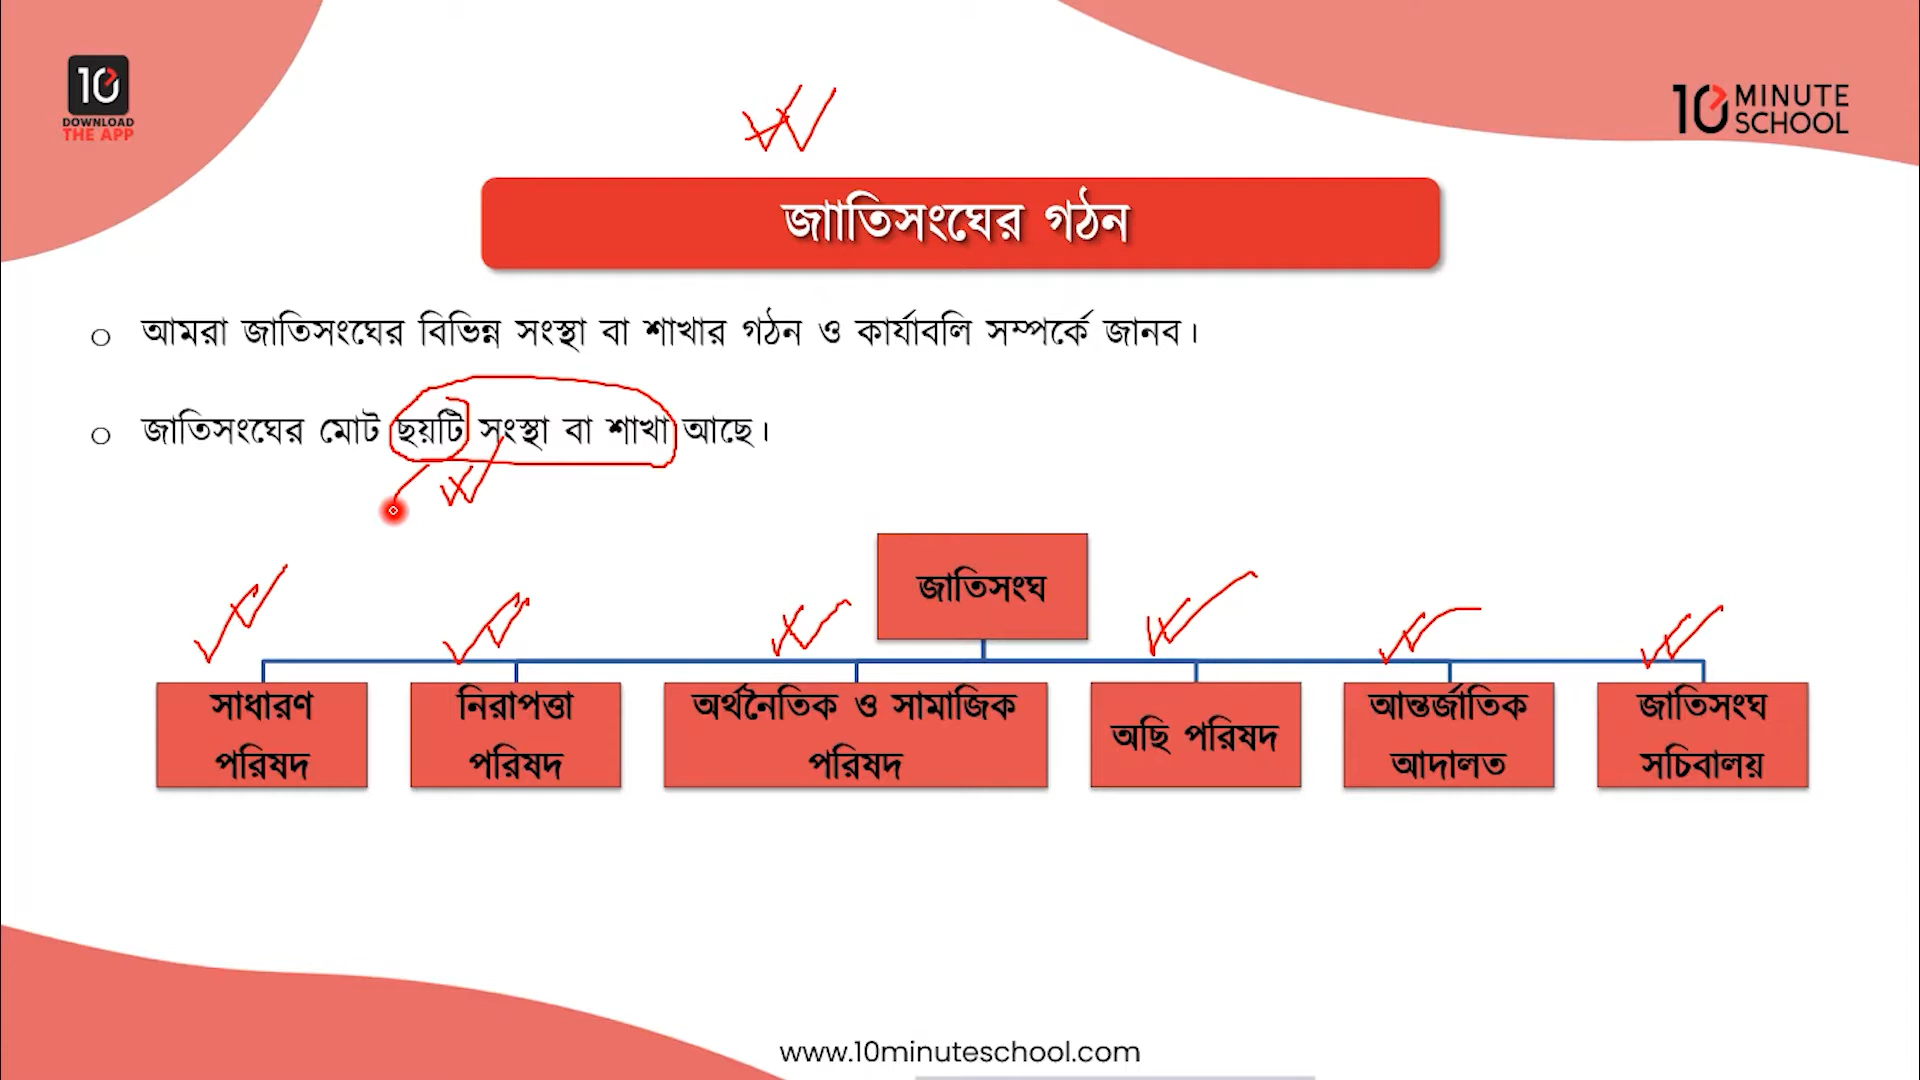 10
DOWNLOAD
THE APP
10 MINUTE
SCHOOL
জাাতিসংঘের গঠন
o আমরা জাতিসংঘের বিভিন্ন সংস্থা বা শাখার গঠন ও কার্যাবলি সম্পর্কে জানব।
o জাতিসংঘের মোট ছয়টি সংস্থা বা শাখা আছে।
জাতিসংঘ
সাধারণ
পরিষদ
নিরাপত্তা
পরিষদ
অর্থনৈতিক ও সামাজিক
পরিষদ
অছি পরিষদ
আন্তর্জাতিক
আদালত
জাতিসংঘ
সচিবালয়
www.10minuteschool.com